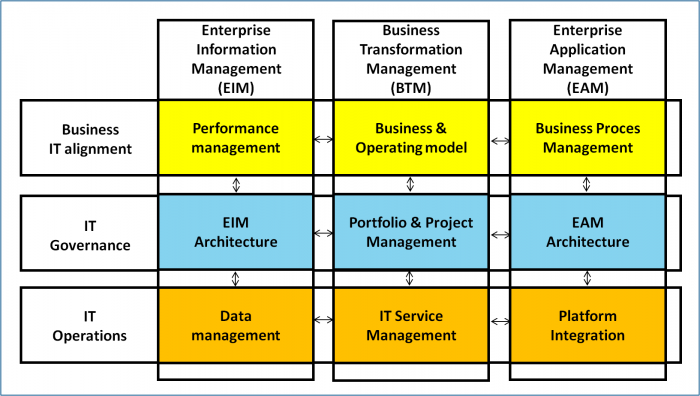 Enterprise
Information
Management
(EIM)
Business
Transformation
Management
(BTM)
Enterprise
Application
Management
(EAM)
Business
IT alignment
Performance
management
Business &
Operating model
Business Proces
Management
IT
Governance
EIM
Architecture
Portfolio & Project
Management
EAM
Architecture
IT
Operations
Data
management
IT Service
Management
Platform
Integration